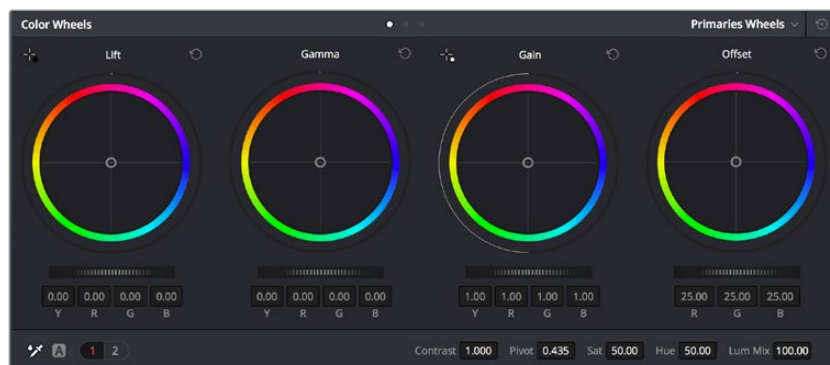 Color Wheels Primaries Wheels
Lift Gamma Gain Offset
0.00 0.00 0.00 0.00 0.00 0.00 0.00 0.00 1.00 1.00 1.00 1.00 25.00 25.00 25.00
Y R G B Y R G B Y R G B R G B
A 1 2 Contrast 1.000 Pivot 0.435 Sat 50.00 Hue 50.00 Lum Mix 100.00